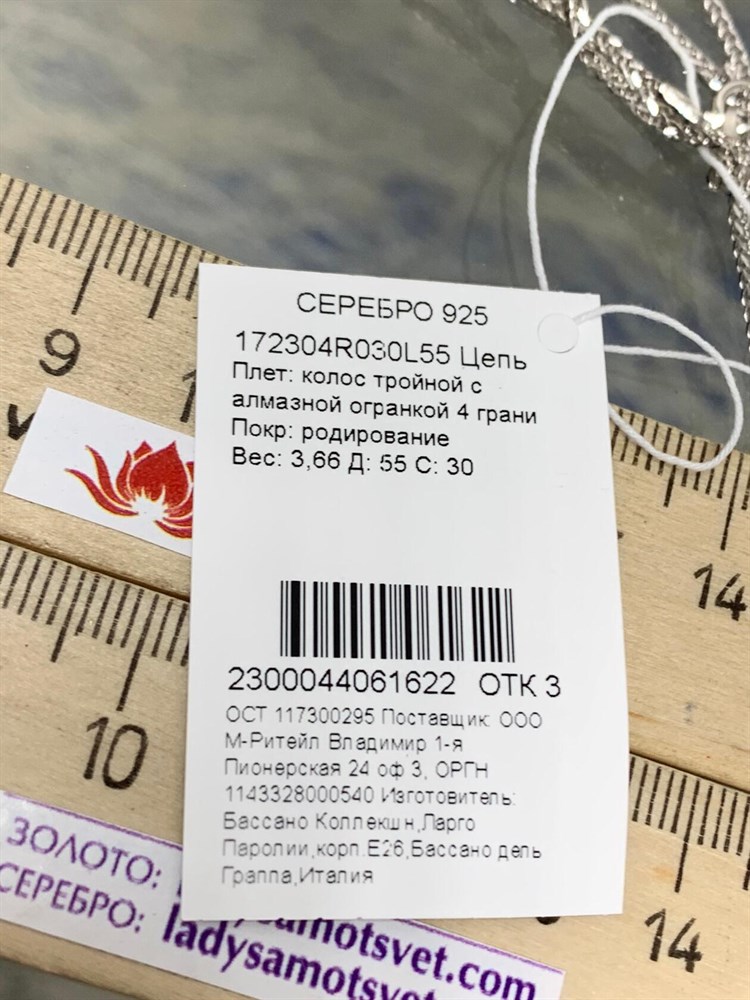 СЕРЕБРО 925
172304R030L55 Цепь
Плет: колос тройной с
алмазной огранкой 4 грани
Покр: родирование
Вес: 3,66 Д: 55 С: 30
2300044061622 ОТК 3
ОСТ 117300295 Поставщик: ООО
М-Ритейл Владимир 1-я
Пионерская 24 оф 3, ОРГН
1143328000540 Изготовитель:
Бассано Коллекшн,Ларго
Паролии,корп.Е26,Бассано дель
Граппа,Италия
9
14
10
14
ЗОЛОТО:
СЕРЕБРО: ladysamotsvet.com